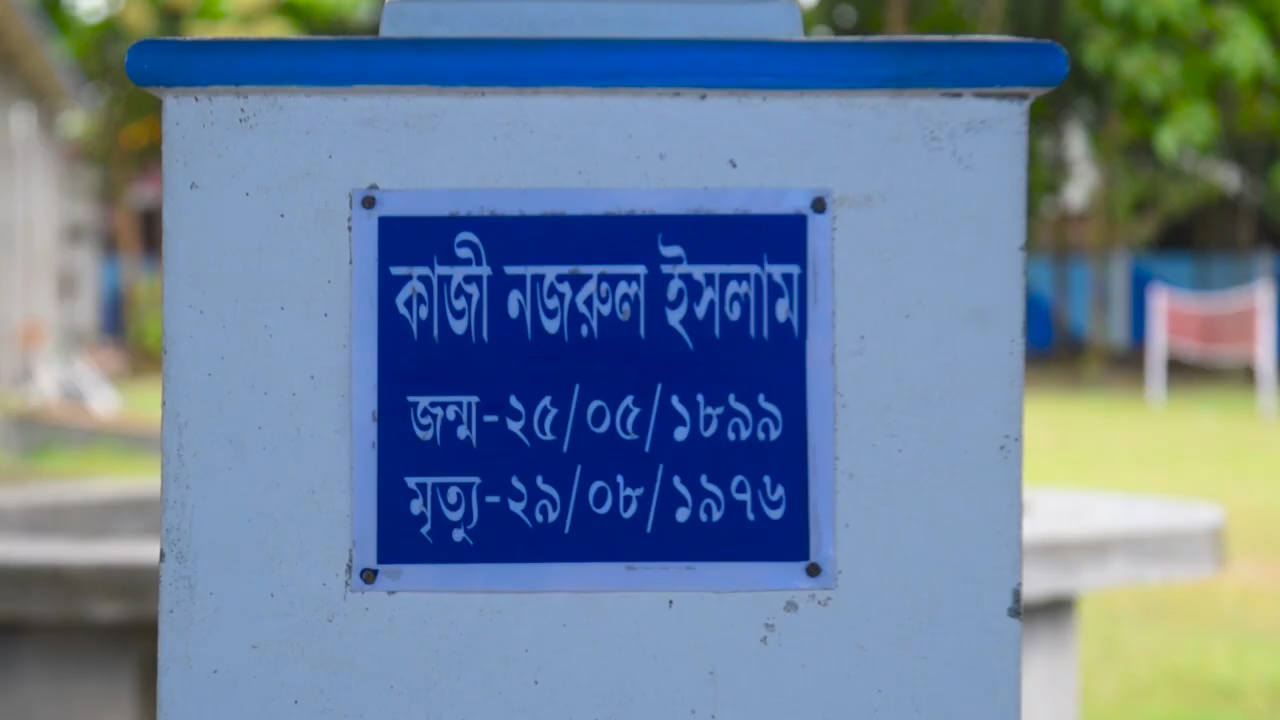 কাজী নজরুল ইসলাম
জন্ম-২৫/০৫/১৮৯৯
মৃত্যু-২৯/০৮/১৯৭৬